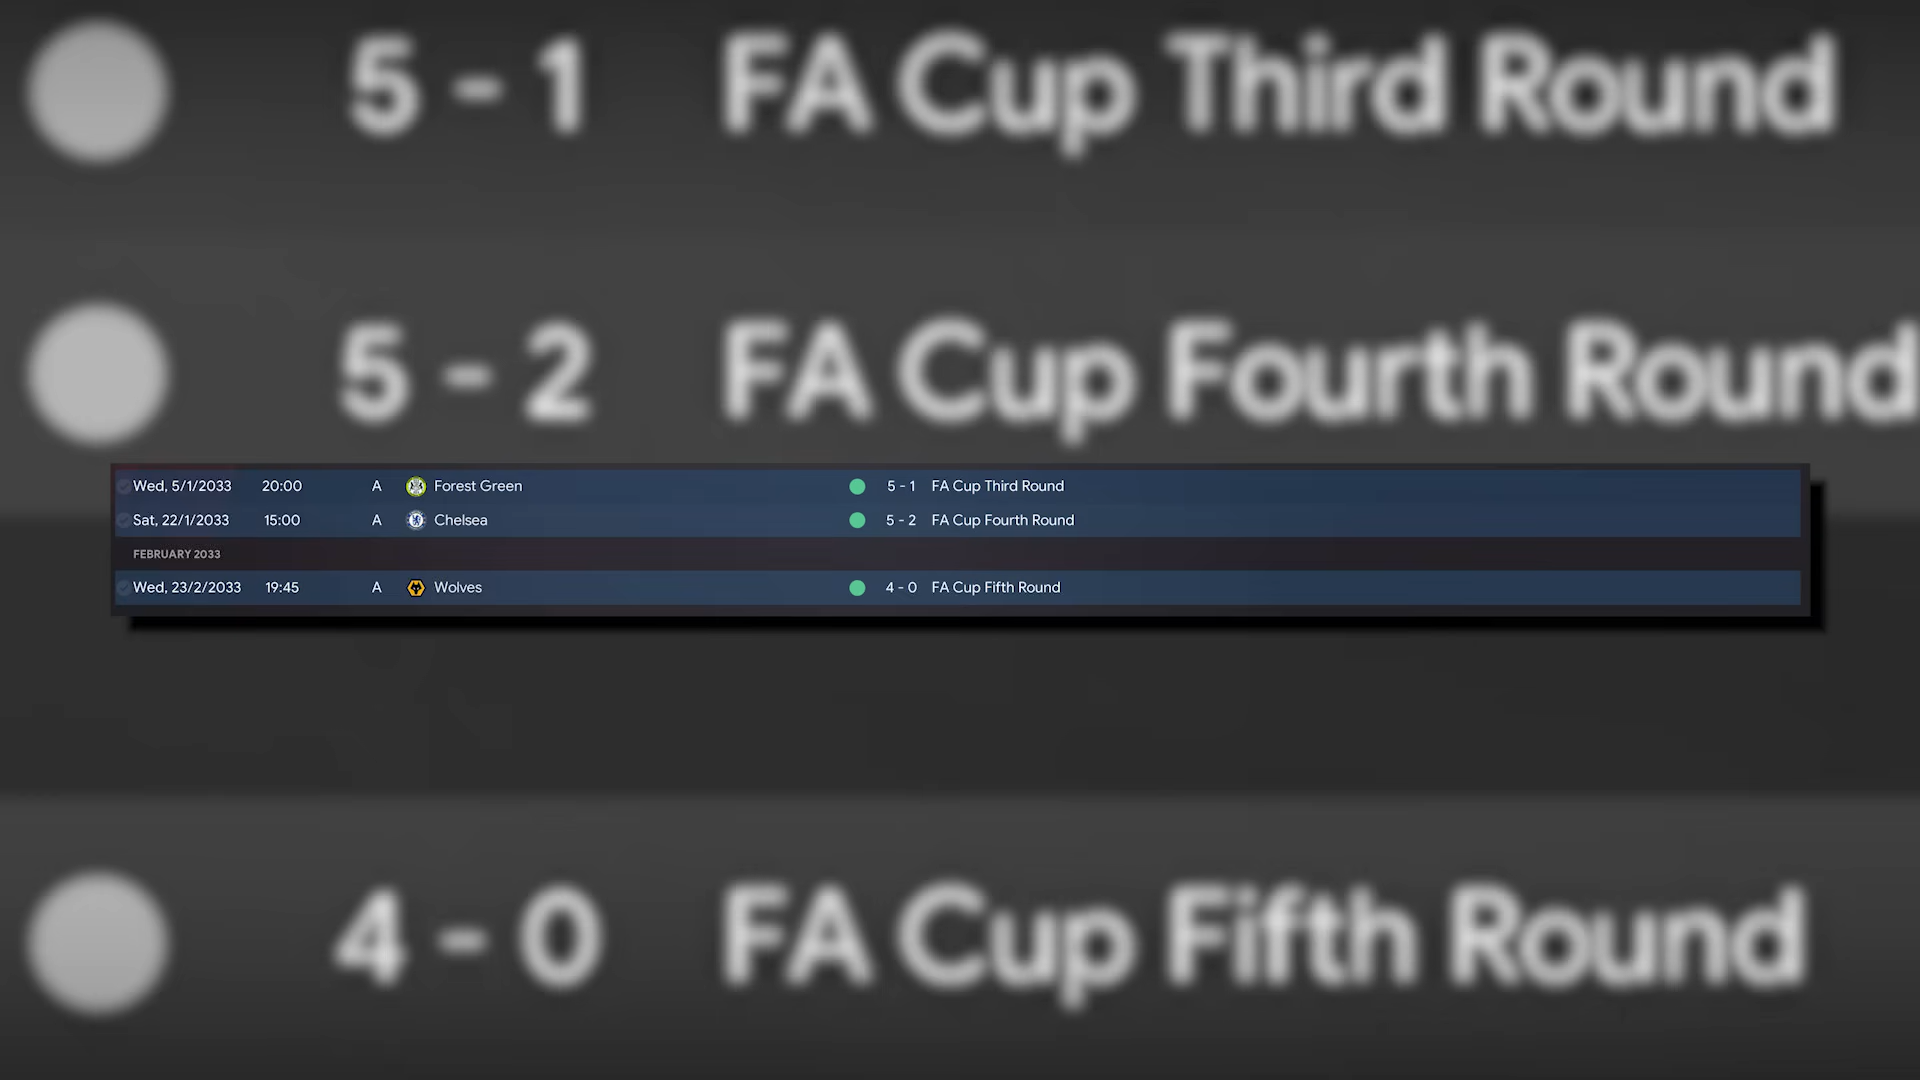 5 - 1 FA Cup Third Round
5 - 2 FA Cup Fourth Round
Wed, 5/1/2033 20:00 A Forest Green 5 - 1 FA Cup Third Round
Sat, 22/1/2033 15:00 A Chelsea 5 - 2 FA Cup Fourth Round
FEBRUARY 2033
Wed, 23/2/2033 19:45 A Wolves 4 - 0 FA Cup Fifth Round
4 - 0 FA Cup Fifth Round